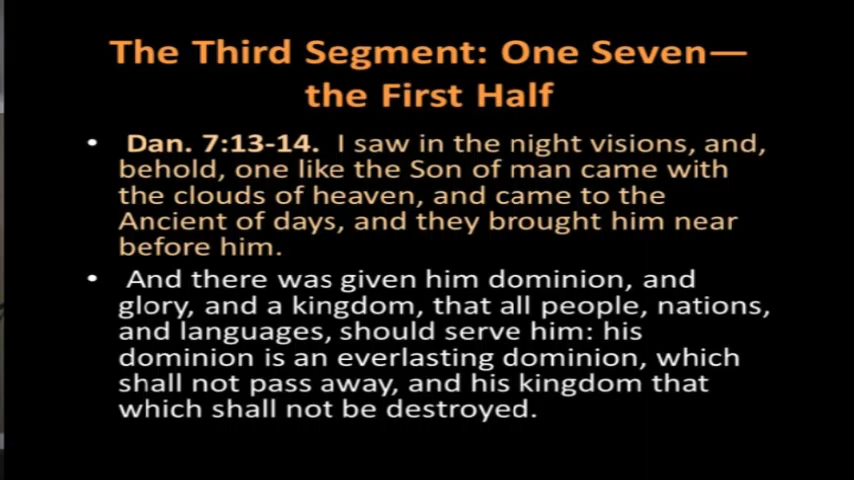 The Third Segment: One Seven—
the First Half
• Dan. 7:13-14. I saw in the night visions, and,
behold, one like the Son of man came with
the clouds of heaven, and came to the
Ancient of days, and they brought him near
before him.
• And there was given him dominion, and
glory, and a kingdom, that all people, nations,
and languages, should serve him: his
dominion is an everlasting dominion, which
shall not pass away, and his kingdom that
which shall not be destroyed.